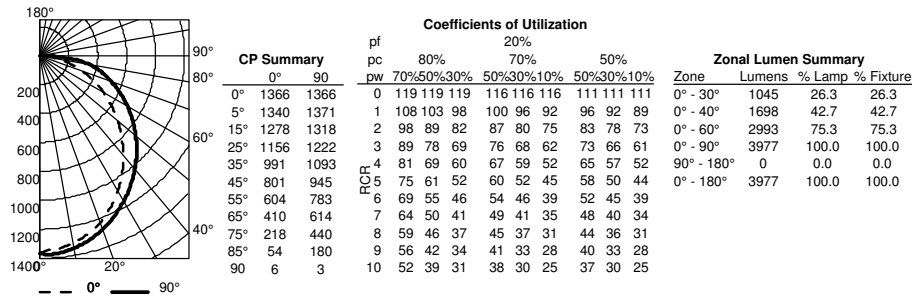 180°
90°
80°
60°
40°
200
400
600
800
1000
1200
1400
0°
20°
0°
90°
CP Summary
0° 90
0° 1366 1366
5° 1340 1371
15° 1278 1318
25° 1156 1222
35° 991 1093
45° 801 945
55° 604 783
65° 410 614
75° 218 440
85° 54 180
90 6 3
Coefficients of Utilization
pf 20%
pc 80% 70% 50%
pw 70%50%30% 50%30%10% 50%30%10%
RCR
0 119 119 119 116 116 116 111 111 111
1 108 103 98 100 96 92 96 92 89
2 98 89 82 87 80 75 83 78 73
3 89 78 69 76 68 62 73 66 61
4 81 69 60 67 59 52 65 57 52
5 75 61 52 60 52 45 58 50 44
6 69 55 46 54 46 39 52 45 39
7 64 50 41 49 41 35 48 40 34
8 59 46 37 45 37 31 44 36 31
9 56 42 34 41 33 28 40 33 28
10 52 39 31 38 30 25 37 30 25
Zonal Lumen Summary
Zone Lumens % Lamp % Fixture
0° - 30° 1045 26.3 26.3
0° - 40° 1698 42.7 42.7
0° - 60° 2993 75.3 75.3
0° - 90° 3977 100.0 100.0
90° - 180° 0 0.0 0.0
0° - 180° 3977 100.0 100.0